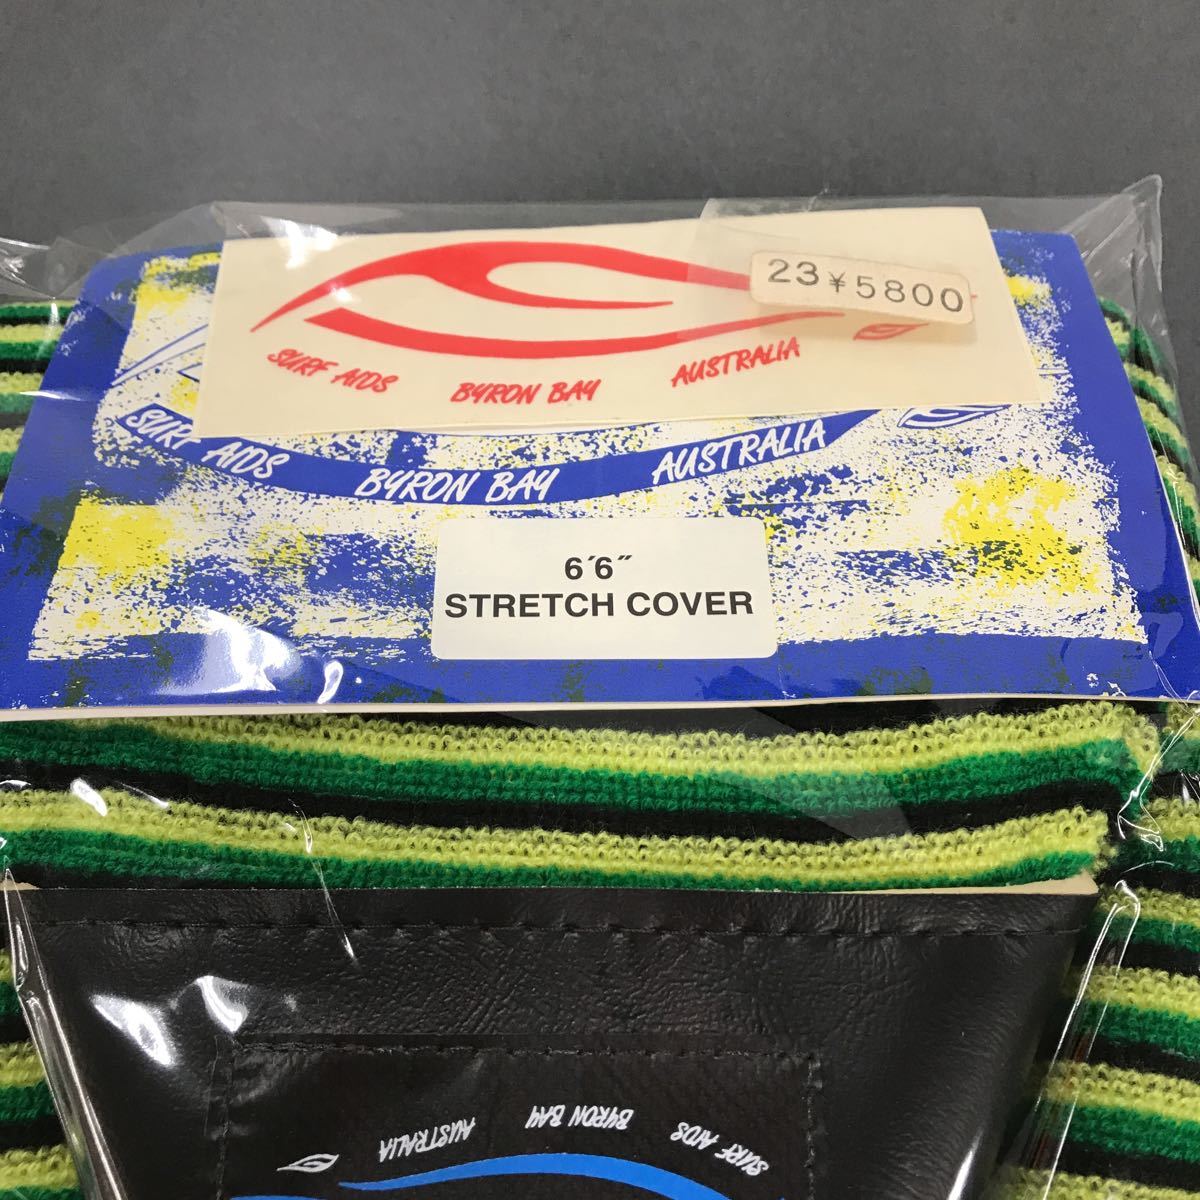 23 ¥5800
SURF AIDS BYRON BAY AUSTRALIA
SURF AIDS BYRON BAY AUSTRALIA
6´6˝
STRETCH COVER
SURF AIDS BYRON BAY AUSTRALIA